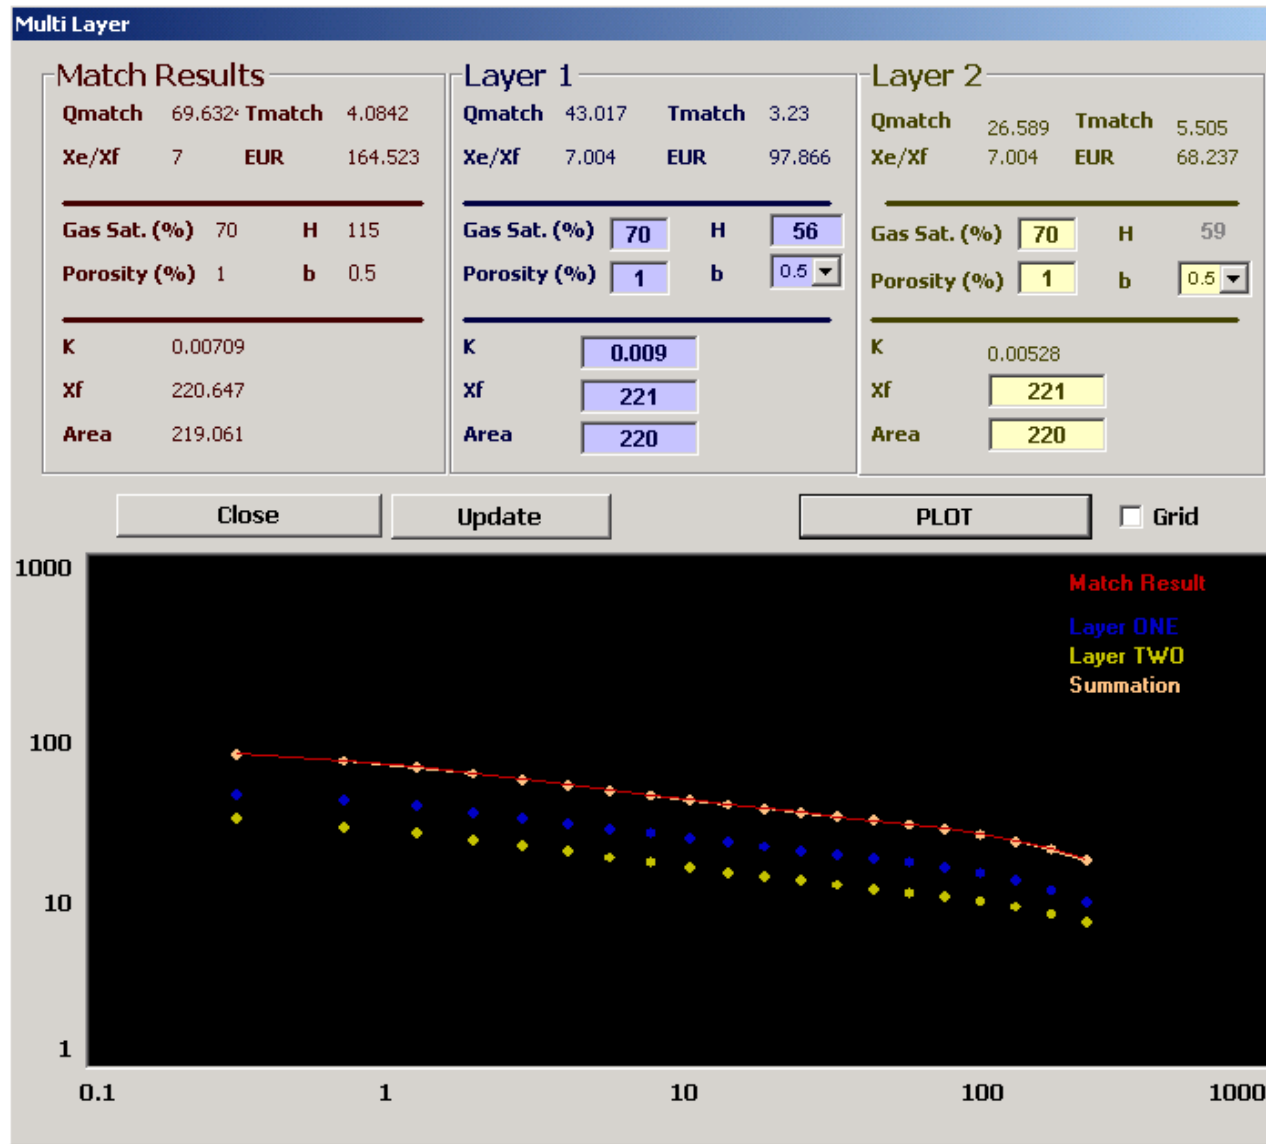 Multi Layer
Match Results
Qmatch 69.632 Tmatch 4.0842
Xe/Xf 7 EUR 164.523
Gas Sat. (%) 70 H 115
Porosity (%) 1 b 0.5
K 0.00709
Xf 220.647
Area 219.061
Layer 1
Qmatch 43.017 Tmatch 3.23
Xe/Xf 7.004 EUR 97.866
Gas Sat. (%) 70 H 56
Porosity (%) 1 b 0.5
K 0.009
Xf 221
Area 220
Layer 2
Qmatch 26.589 Tmatch 5.505
Xe/Xf 7.004 EUR 68.237
Gas Sat. (%) 70 H 59
Porosity (%) 1 b 0.5
K 0.00528
Xf 221
Area 220
Close Update PLOT Grid
1000
100
10
1
Match Result
Layer ONE
Layer TWO
Summation
0.1 1 10 100 1000